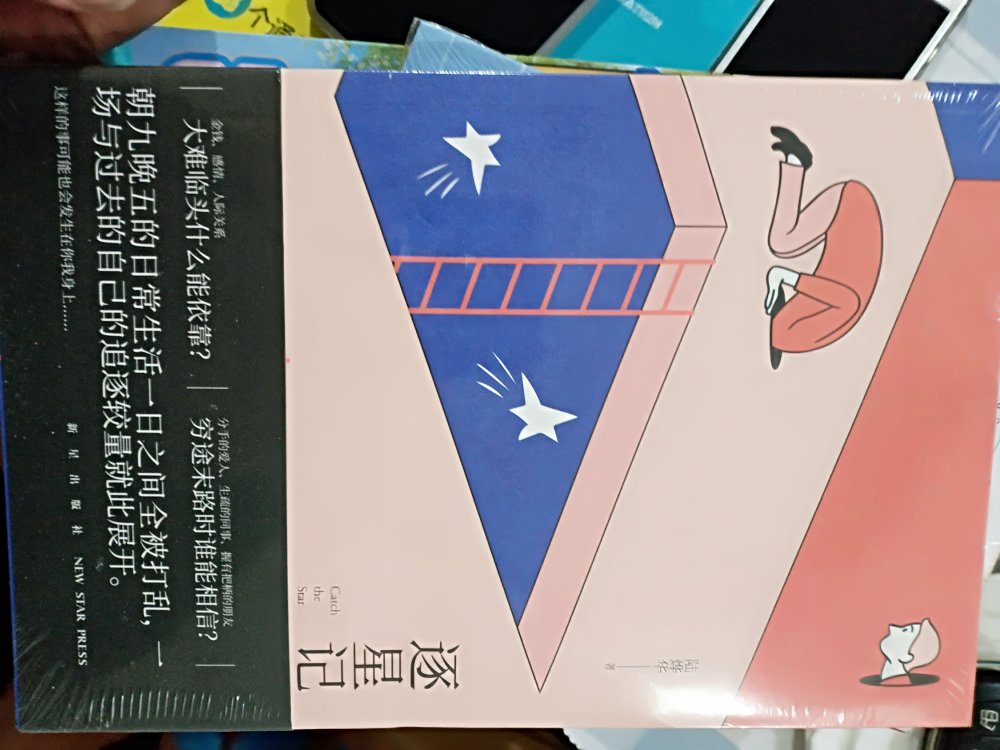 陆烨华
著
逐星记
Catch
the
Star
金钱、感情、人际关系
大难临头什么能依靠？
分手的爱人、生疏的同事、握有把柄的朋友
穷途末路时谁能相信？
朝九晚五的日常生活一日之间全被打乱，一
场与过去的自己的追逐较量就此展开。
这样的事可能也会发生在你我身上……
新星出版社 NEW STAR PRESS